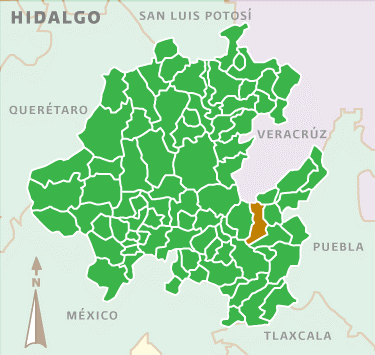 HIDALGO
SAN LUIS POTOSÍ
QUERÉTARO
VERACRÚZ
PUEBLA
MÉXICO
TLAXCALA
N